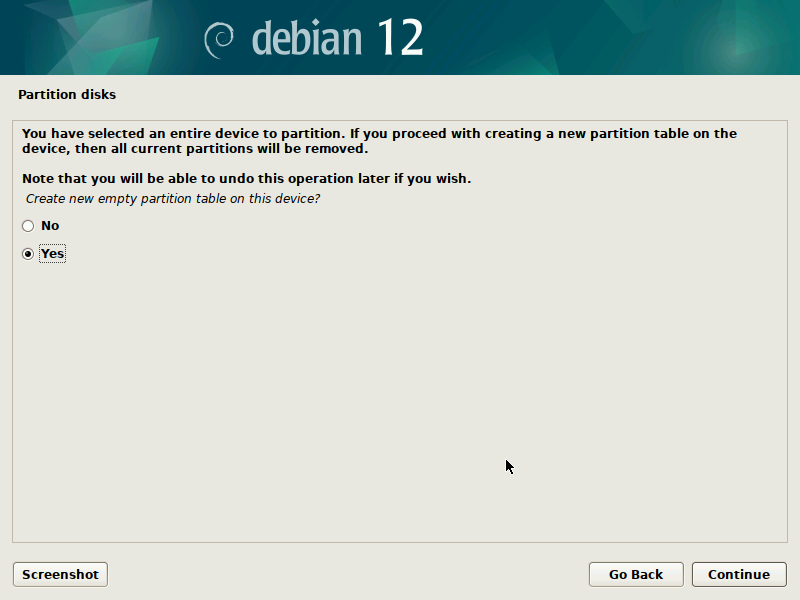 debian 12
Partition disks
You have selected an entire device to partition. If you proceed with creating a new partition table on the
device, then all current partitions will be removed.
Note that you will be able to undo this operation later if you wish.
Create new empty partition table on this device?
No
Yes
Screenshot
Go Back
Continue